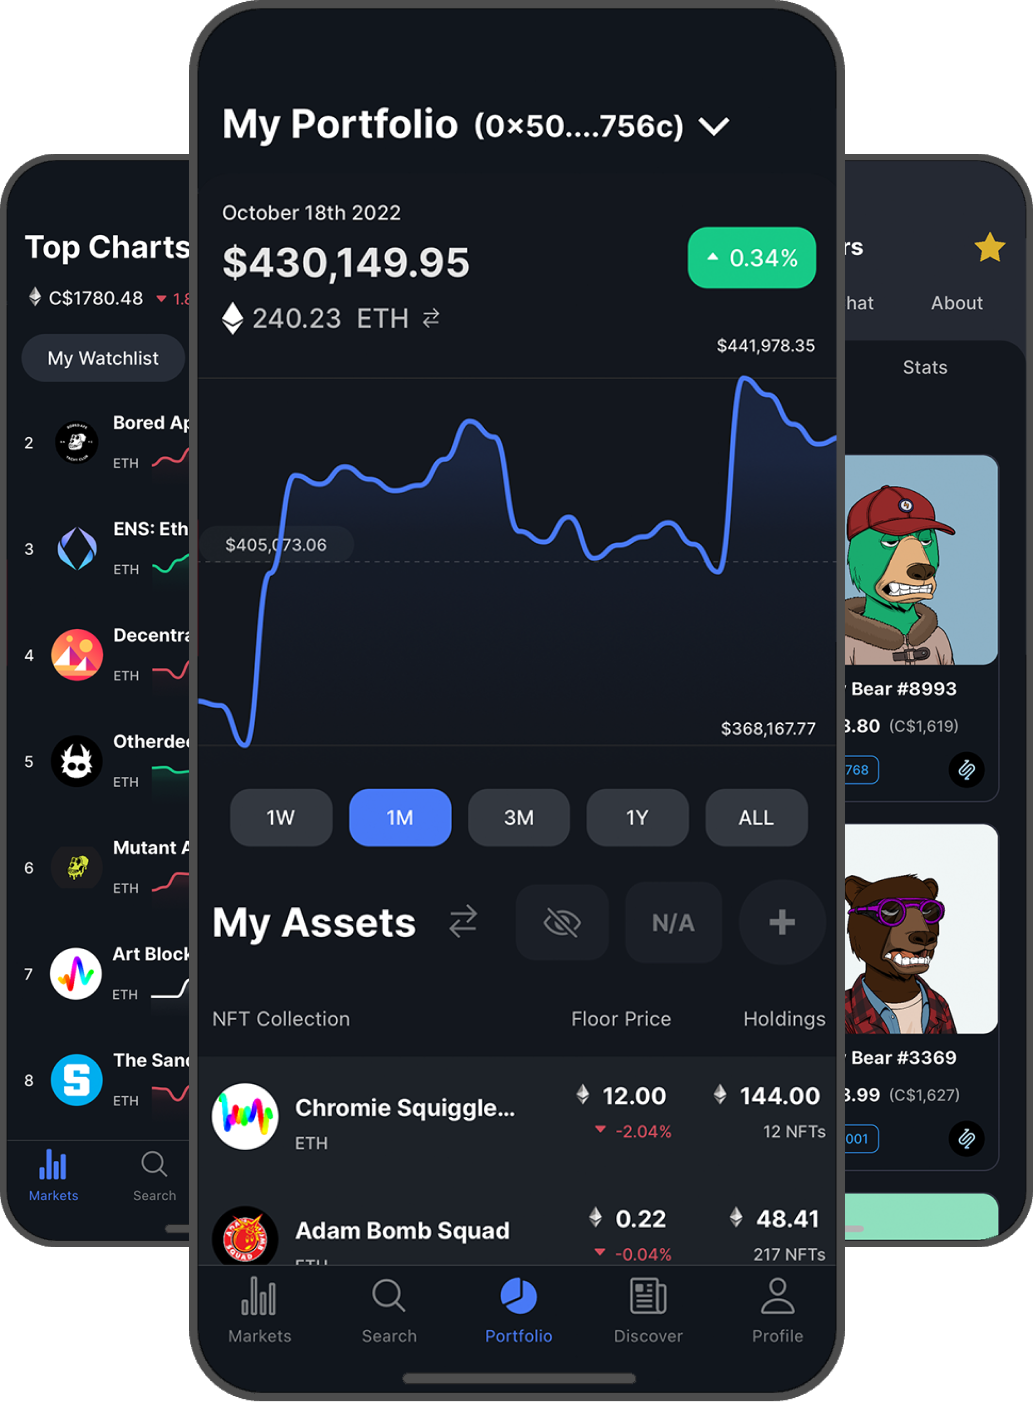 My Portfolio (0×50....756c)
October 18th 2022
$430,149.95
0.34%
240.23 ETH
$441,978.35
$405,073.06
$368,167.77
1W 1M 3M 1Y ALL
My Assets N/A
NFT Collection Floor Price Holdings
Chromie Squiggle... 12.00 144.00
ETH -2.04% 12 NFTs
Adam Bomb Squad 0.22 48.41
-0.04% 217 NFTs
Markets Search Portfolio Discover Profile
Top Charts
C$1780.48 1.8
My Watchlist
2 Bored Ap
ETH
3 ENS: Eth
ETH
4 Decentra
ETH
5 Otherdee
ETH
6 Mutant A
ETH
7 Art Block
ETH
8 The Sand
ETH
Markets Search
rs
hat About
Stats
Bear #8993
3.80 (C$1,619)
768
Bear #3369
3.99 (C$1,627)
001